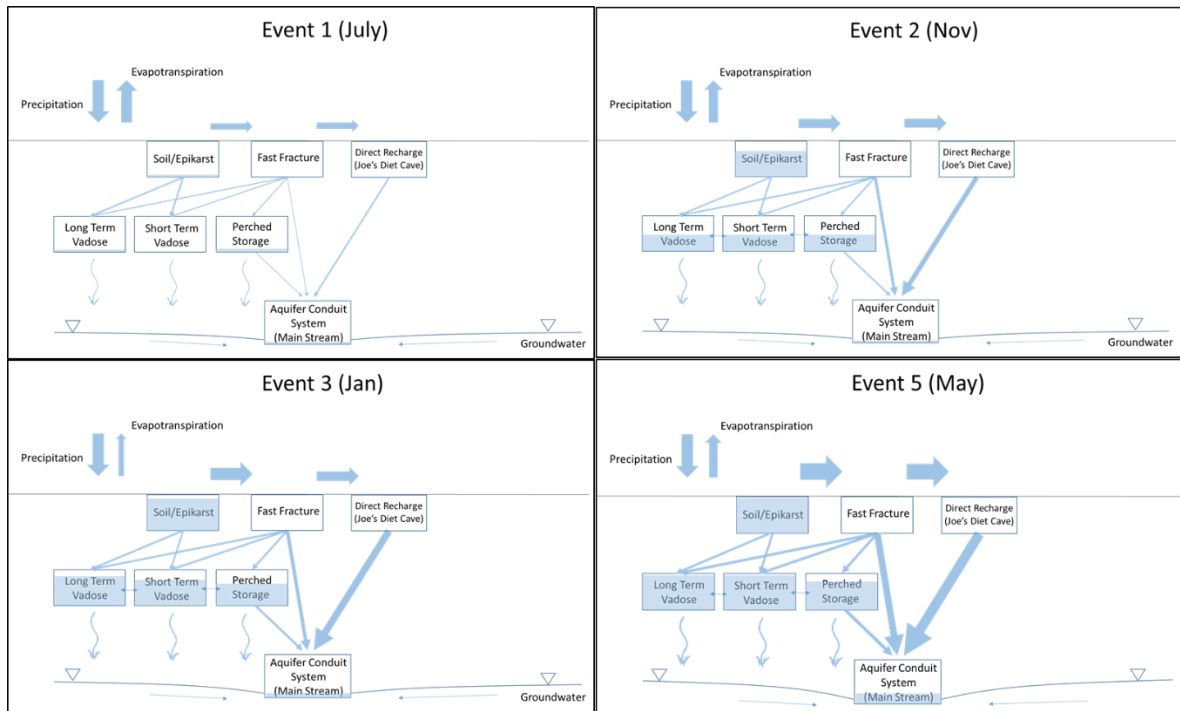 Event 1 (July)
Evapotranspiration
Precipitation
Soil/Epikarst
Fast Fracture
Direct Recharge
(Joe's Diet Cave)
Long Term
Vadose
Short Term
Vadose
Perched
Storage
Aquifer Conduit
System
(Main Stream)
Groundwater
Event 2 (Nov)
Evapotranspiration
Precipitation
Soil/Epikarst
Fast Fracture
Direct Recharge
(Joe's Diet Cave)
Long Term
Vadose
Short Term
Vadose
Perched
Storage
Aquifer Conduit
System
(Main Stream)
Groundwater
Event 3 (Jan)
Evapotranspiration
Precipitation
Soil/Epikarst
Fast Fracture
Direct Recharge
(Joe's Diet Cave)
Long Term
Vadose
Short Term
Vadose
Perched
Storage
Aquifer Conduit
System
(Main Stream)
Groundwater
Event 5 (May)
Evapotranspiration
Precipitation
Soil/Epikarst
Fast Fracture
Direct Recharge
(Joe's Diet Cave)
Long Term
Vadose
Short Term
Vadose
Perched
Storage
Aquifer Conduit
System
(Main Stream)
Groundwater